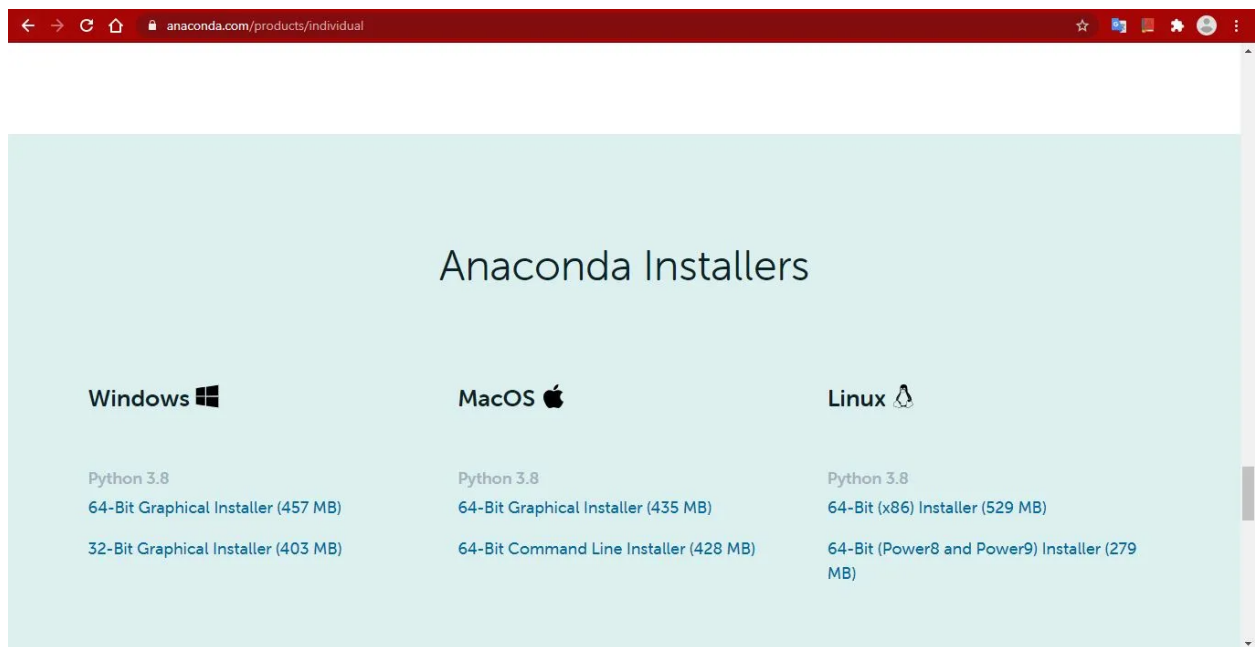 anaconda.com/products/individual
Anaconda Installers
Windows
MacOS
Linux
Python 3.8
64-Bit Graphical Installer (457 MB)
32-Bit Graphical Installer (403 MB)
Python 3.8
64-Bit Graphical Installer (435 MB)
64-Bit Command Line Installer (428 MB)
Python 3.8
64-Bit (x86) Installer (529 MB)
64-Bit (Power8 and Power9) Installer (279
MB)